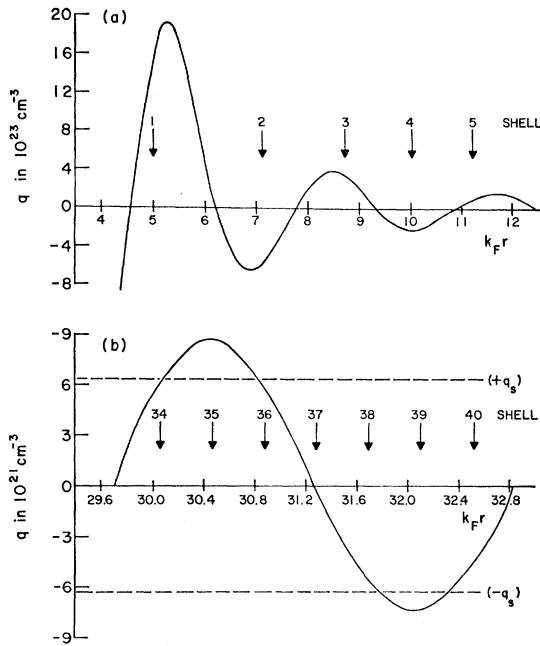 (a)
20
16
12
8
4
0
-4
-8
q in 10²³ cm⁻³
1 2 3 4 5 SHELL
4 5 6 7 8 9 10 11 12
k_F r
(b)
-9
6
3
0
-3
-6
-9
q in 10²¹ cm⁻³
(+q_s)
34 35 36 37 38 39 40 SHELL
29.6 30.0 30.4 30.8 31.2 31.6 32.0 32.4 32.8
k_F r
(-q_s)